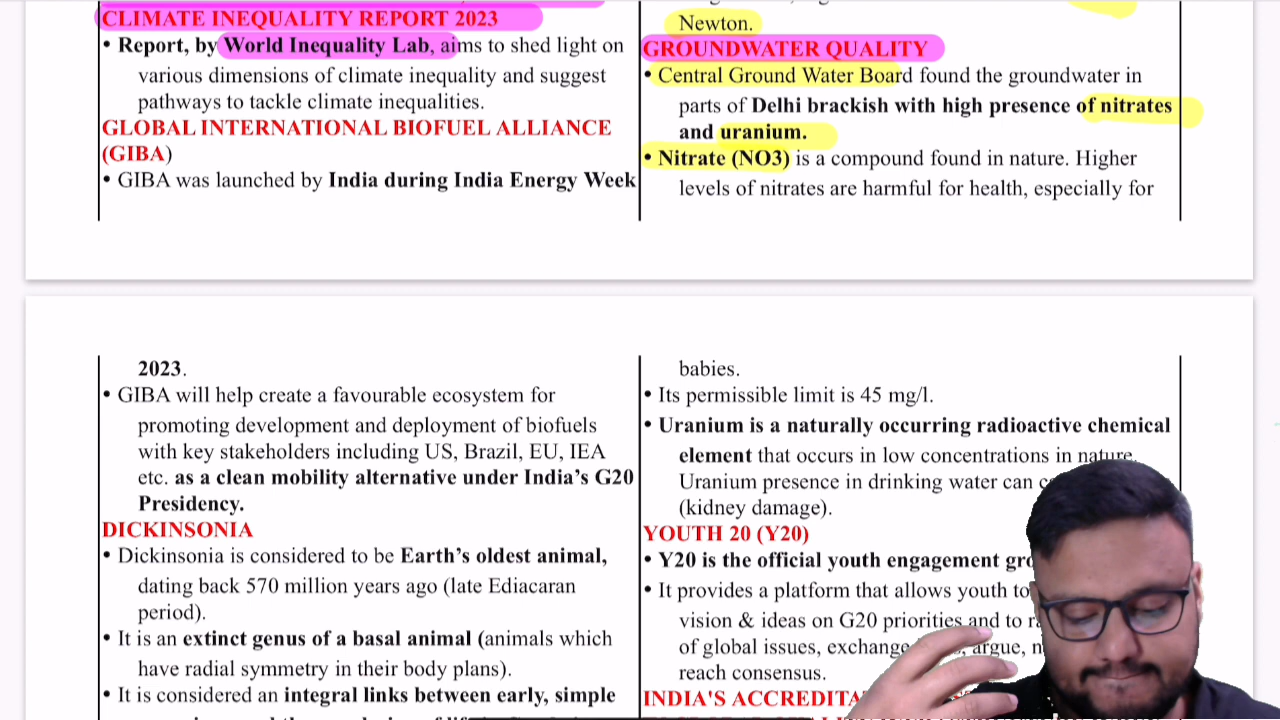 CLIMATE INEQUALITY REPORT 2023
• Report, by World Inequality Lab, aims to shed light on
various dimensions of climate inequality and suggest
pathways to tackle climate inequalities.
GLOBAL INTERNATIONAL BIOFUEL ALLIANCE
(GIBA)
• GIBA was launched by India during India Energy Week
2023.
• GIBA will help create a favourable ecosystem for
promoting development and deployment of biofuels
with key stakeholders including US, Brazil, EU, IEA
etc. as a clean mobility alternative under India’s G20
Presidency.
DICKINSONIA
• Dickinsonia is considered to be Earth’s oldest animal,
dating back 570 million years ago (late Ediacaran
period).
• It is an extinct genus of a basal animal (animals which
have radial symmetry in their body plans).
• It is considered an integral links between early, simple
Newton.
GROUNDWATER QUALITY
• Central Ground Water Board found the groundwater in
parts of Delhi brackish with high presence of nitrates
and uranium.
• Nitrate (NO3) is a compound found in nature. Higher
levels of nitrates are harmful for health, especially for
babies.
• Its permissible limit is 45 mg/l.
• Uranium is a naturally occurring radioactive chemical
element that occurs in low concentrations in nature.
Uranium presence in drinking water can
(kidney damage).
YOUTH 20 (Y20)
• Y20 is the official youth engagement
• It provides a platform that allows youth to
vision & ideas on G20 priorities and to
of global issues, exchange argue,
reach consensus.
INDIA'S